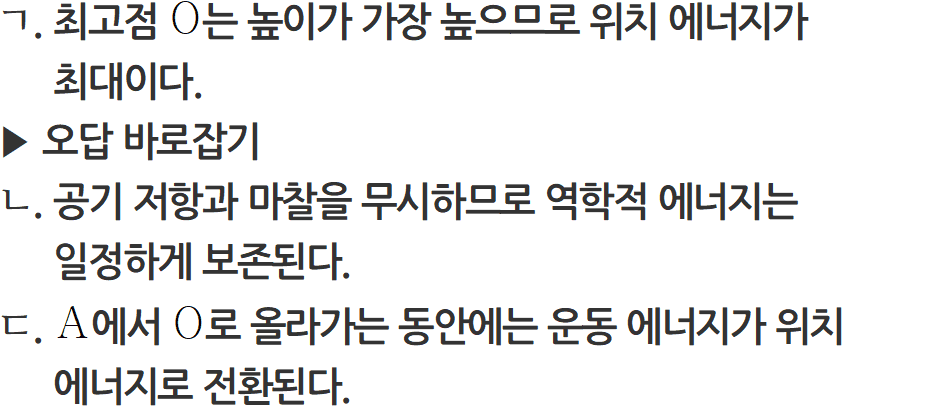 ㄱ. 최고점 O는 높이가 가장 높으므로 위치 에너지가
최대이다.
▶ 오답 바로잡기
ㄴ. 공기 저항과 마찰을 무시하므로 역학적 에너지는
일정하게 보존된다.
ㄷ. A에서 O로 올라가는 동안에는 운동 에너지가 위치
에너지로 전환된다.